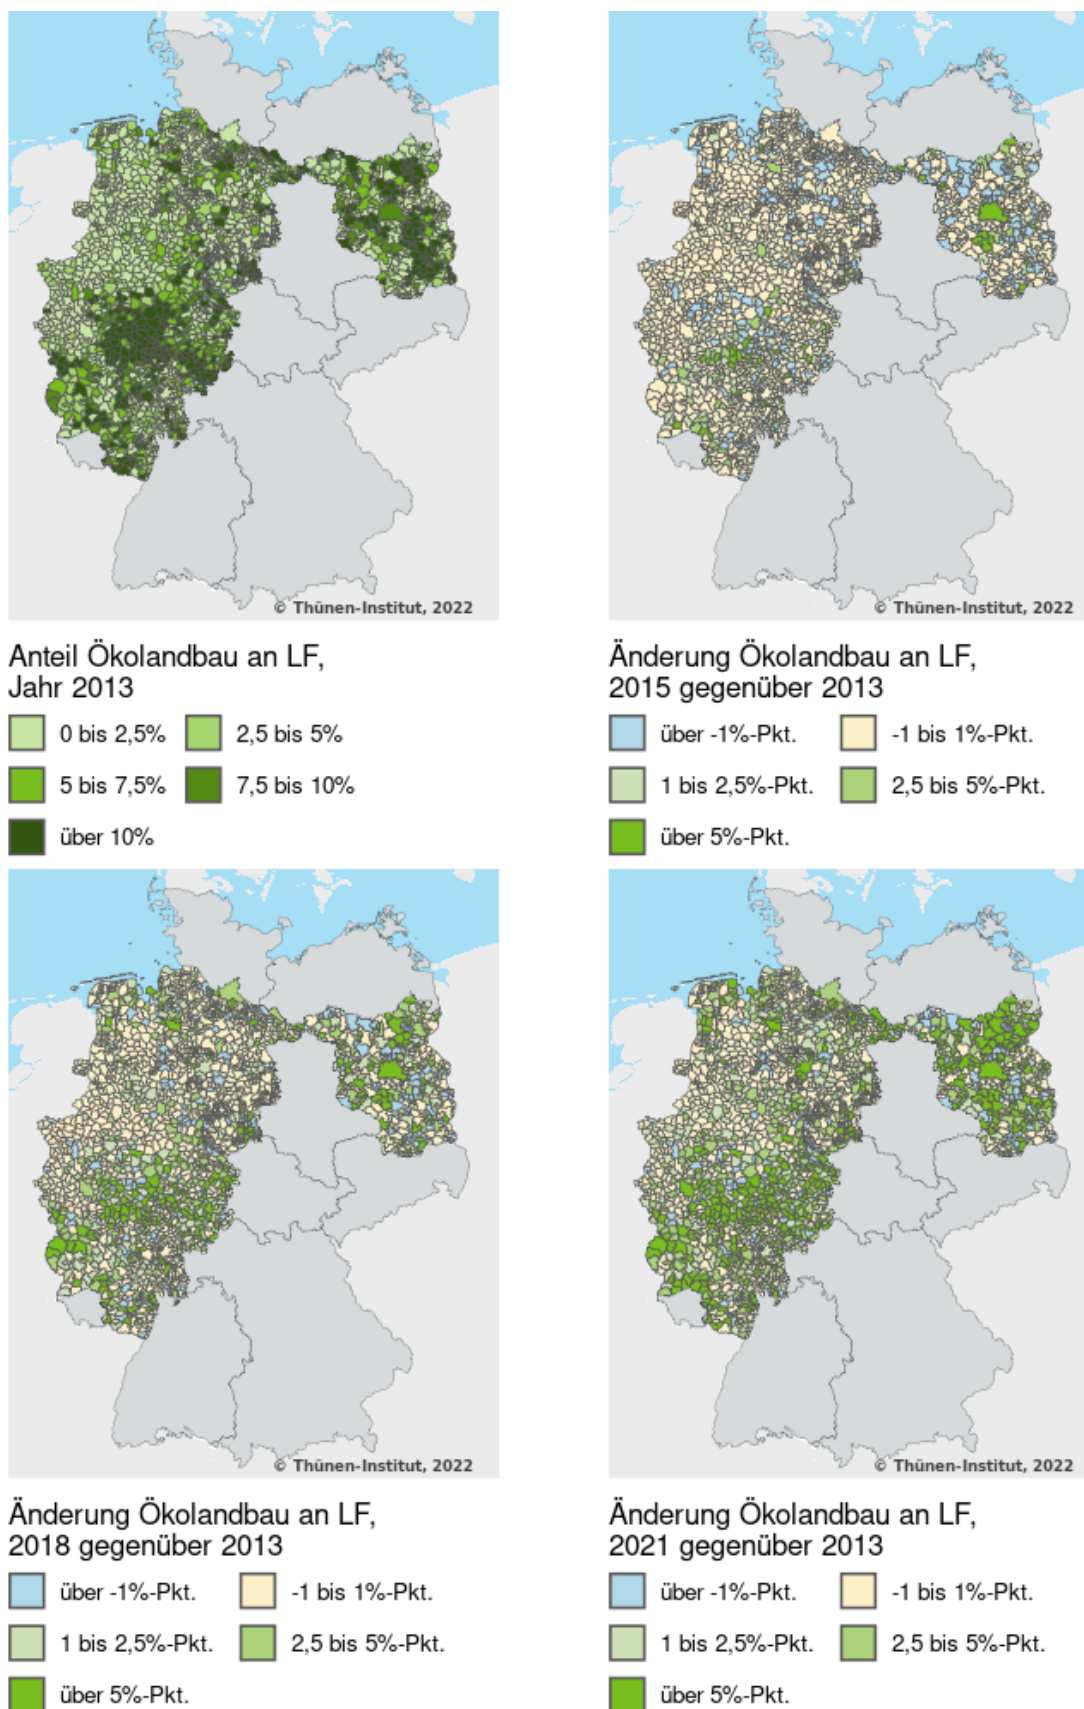 © Thünen-Institut, 2022
© Thünen-Institut, 2022
Anteil Ökolandbau an LF,
Jahr 2013
0 bis 2,5%
2,5 bis 5%
5 bis 7,5%
7,5 bis 10%
über 10%
Änderung Ökolandbau an LF,
2015 gegenüber 2013
über -1%-Pkt.
-1 bis 1%-Pkt.
1 bis 2,5%-Pkt.
2,5 bis 5%-Pkt.
über 5%-Pkt.
© Thünen-Institut, 2022
© Thünen-Institut, 2022
Änderung Ökolandbau an LF,
2018 gegenüber 2013
über -1%-Pkt.
-1 bis 1%-Pkt.
1 bis 2,5%-Pkt.
2,5 bis 5%-Pkt.
über 5%-Pkt.
Änderung Ökolandbau an LF,
2021 gegenüber 2013
über -1%-Pkt.
-1 bis 1%-Pkt.
1 bis 2,5%-Pkt.
2,5 bis 5%-Pkt.
über 5%-Pkt.